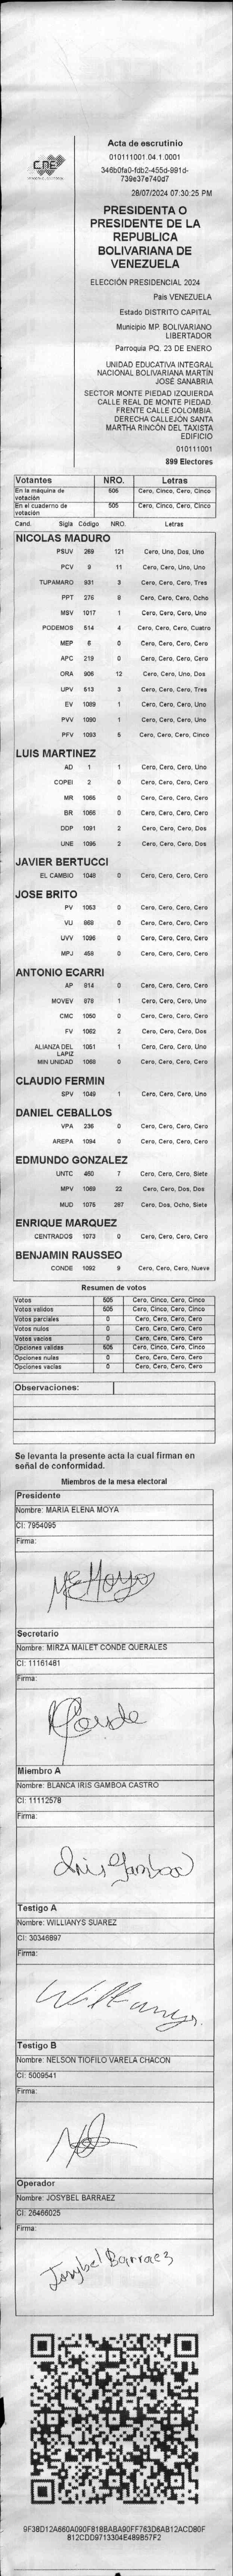 CNE
Acta de escrutinio
010111001.04.1.0001
346b0fa0-fdb2-455d-991d-
739e37e740d7
28/07/2024 07:30:25 PM
PRESIDENTA O
PRESIDENTE DE LA
REPUBLICA
BOLIVARIANA DE
VENEZUELA
ELECCIÓN PRESIDENCIAL 2024
Pais VENEZUELA
Estado DISTRITO CAPITAL
Municipio MP. BOLIVARIANO
LIBERTADOR
Parroquia PQ. 23 DE ENERO
UNIDAD EDUCATIVA INTEGRAL
NACIONAL BOLIVARIANA MARTÍN
JOSÉ SANABRIA
SECTOR MONTE PIEDAD IZQUIERDA
CALLE REAL DE MONTE PIEDAD.
FRENTE CALLE COLOMBIA.
DERECHA CALLEJÓN SANTA
MARTHA RINCÓN DEL TAXISTA
EDIFICIO
010111001
899 Electores
Votantes NRO. Letras
En la máquina de votación 505 Cero, Cinco, Cero, Cinco
En el cuaderno de votación 505 Cero, Cinco, Cero, Cinco
Cand. Sigla Código NRO. Letras
NICOLAS MADURO
PSUV 269 121 Cero, Uno, Dos, Uno
PCV 9 11 Cero, Cero, Uno, Uno
TUPAMARO 931 3 Cero, Cero, Cero, Tres
PPT 276 8 Cero, Cero, Cero, Ocho
MSV 1017 1 Cero, Cero, Cero, Uno
PODEMOS 514 4 Cero, Cero, Cero, Cuatro
MEP 6 0 Cero, Cero, Cero, Cero
APC 219 0 Cero, Cero, Cero, Cero
ORA 906 12 Cero, Cero, Uno, Dos
UPV 513 3 Cero, Cero, Cero, Tres
EV 1089 1 Cero, Cero, Cero, Uno
PVV 1090 1 Cero, Cero, Cero, Uno
PFV 1093 5 Cero, Cero, Cero, Cinco
LUIS MARTINEZ
AD 1 1 Cero, Cero, Cero, Uno
COPEI 2 0 Cero, Cero, Cero, Cero
MR 1065 0 Cero, Cero, Cero, Cero
BR 1066 0 Cero, Cero, Cero, Cero
DDP 1091 2 Cero, Cero, Cero, Dos
UNE 1095 2 Cero, Cero, Cero, Dos
JAVIER BERTUCCI
EL CAMBIO 1048 0 Cero, Cero, Cero, Cero
JOSE BRITO
PV 1053 0 Cero, Cero, Cero, Cero
VU 969 0 Cero, Cero, Cero, Cero
UVV 1096 0 Cero, Cero, Cero, Cero
MPJ 458 0 Cero, Cero, Cero, Cero
ANTONIO ECARRI
AP 914 0 Cero, Cero, Cero, Cero
MOVEV 978 1 Cero, Cero, Cero, Uno
CMC 1050 0 Cero, Cero, Cero, Cero
FV 1062 2 Cero, Cero, Cero, Dos
ALIANZA DEL LAPIZ 1051 1 Cero, Cero, Cero, Uno
MIN UNIDAD 1068 0 Cero, Cero, Cero, Cero
CLAUDIO FERMIN
SPV 1049 1 Cero, Cero, Cero, Uno
DANIEL CEBALLOS
VPA 236 0 Cero, Cero, Cero, Cero
AREPA 1094 0 Cero, Cero, Cero, Cero
EDMUNDO GONZALEZ
UNTC 460 7 Cero, Cero, Cero, Siete
MPV 1069 22 Cero, Cero, Dos, Dos
MUD 1075 287 Cero, Dos, Ocho, Siete
ENRIQUE MARQUEZ
CENTRADOS 1073 0 Cero, Cero, Cero, Cero
BENJAMIN RAUSSEO
CONDE 1092 9 Cero, Cero, Cero, Nueve
Resumen de votos
Votos 505 Cero, Cinco, Cero, Cinco
Votos validos 505 Cero, Cinco, Cero, Cinco
Votos parciales 0 Cero, Cero, Cero, Cero
Votos nulos 0 Cero, Cero, Cero, Cero
Votos vacíos 0 Cero, Cero, Cero, Cero
Opciones validas 505 Cero, Cinco, Cero, Cinco
Opciones nulas 0 Cero, Cero, Cero, Cero
Opciones vacías 0 Cero, Cero, Cero, Cero
Observaciones:
Se levanta la presente acta la cual firman en
señal de conformidad.
Miembros de la mesa electoral
Presidente
Nombre: MARIA ELENA MOYA
CI: 7954095
Firma:
MEMoya
Secretario
Nombre: MIRZA MAILET CONDE QUERALES
CI: 11161481
Firma:
Conde
Miembro A
Nombre: BLANCA IRIS GAMBOA CASTRO
CI: 11112578
Firma:
Iris Gamboa
Testigo A
Nombre: WILLIANYS SUAREZ
CI: 30346897
Firma:
Willianys.
Testigo B
Nombre: NELSON TIOFILO VARELA CHACON
CI: 5009541
Firma:
Operador
Nombre: JOSYBEL BARRAEZ
CI: 26466025
Firma:
Josybel Barraez
9F38D12A660A090F818BABA90FF763D6AB12ACD80F
812CDD9713304E489B57F2